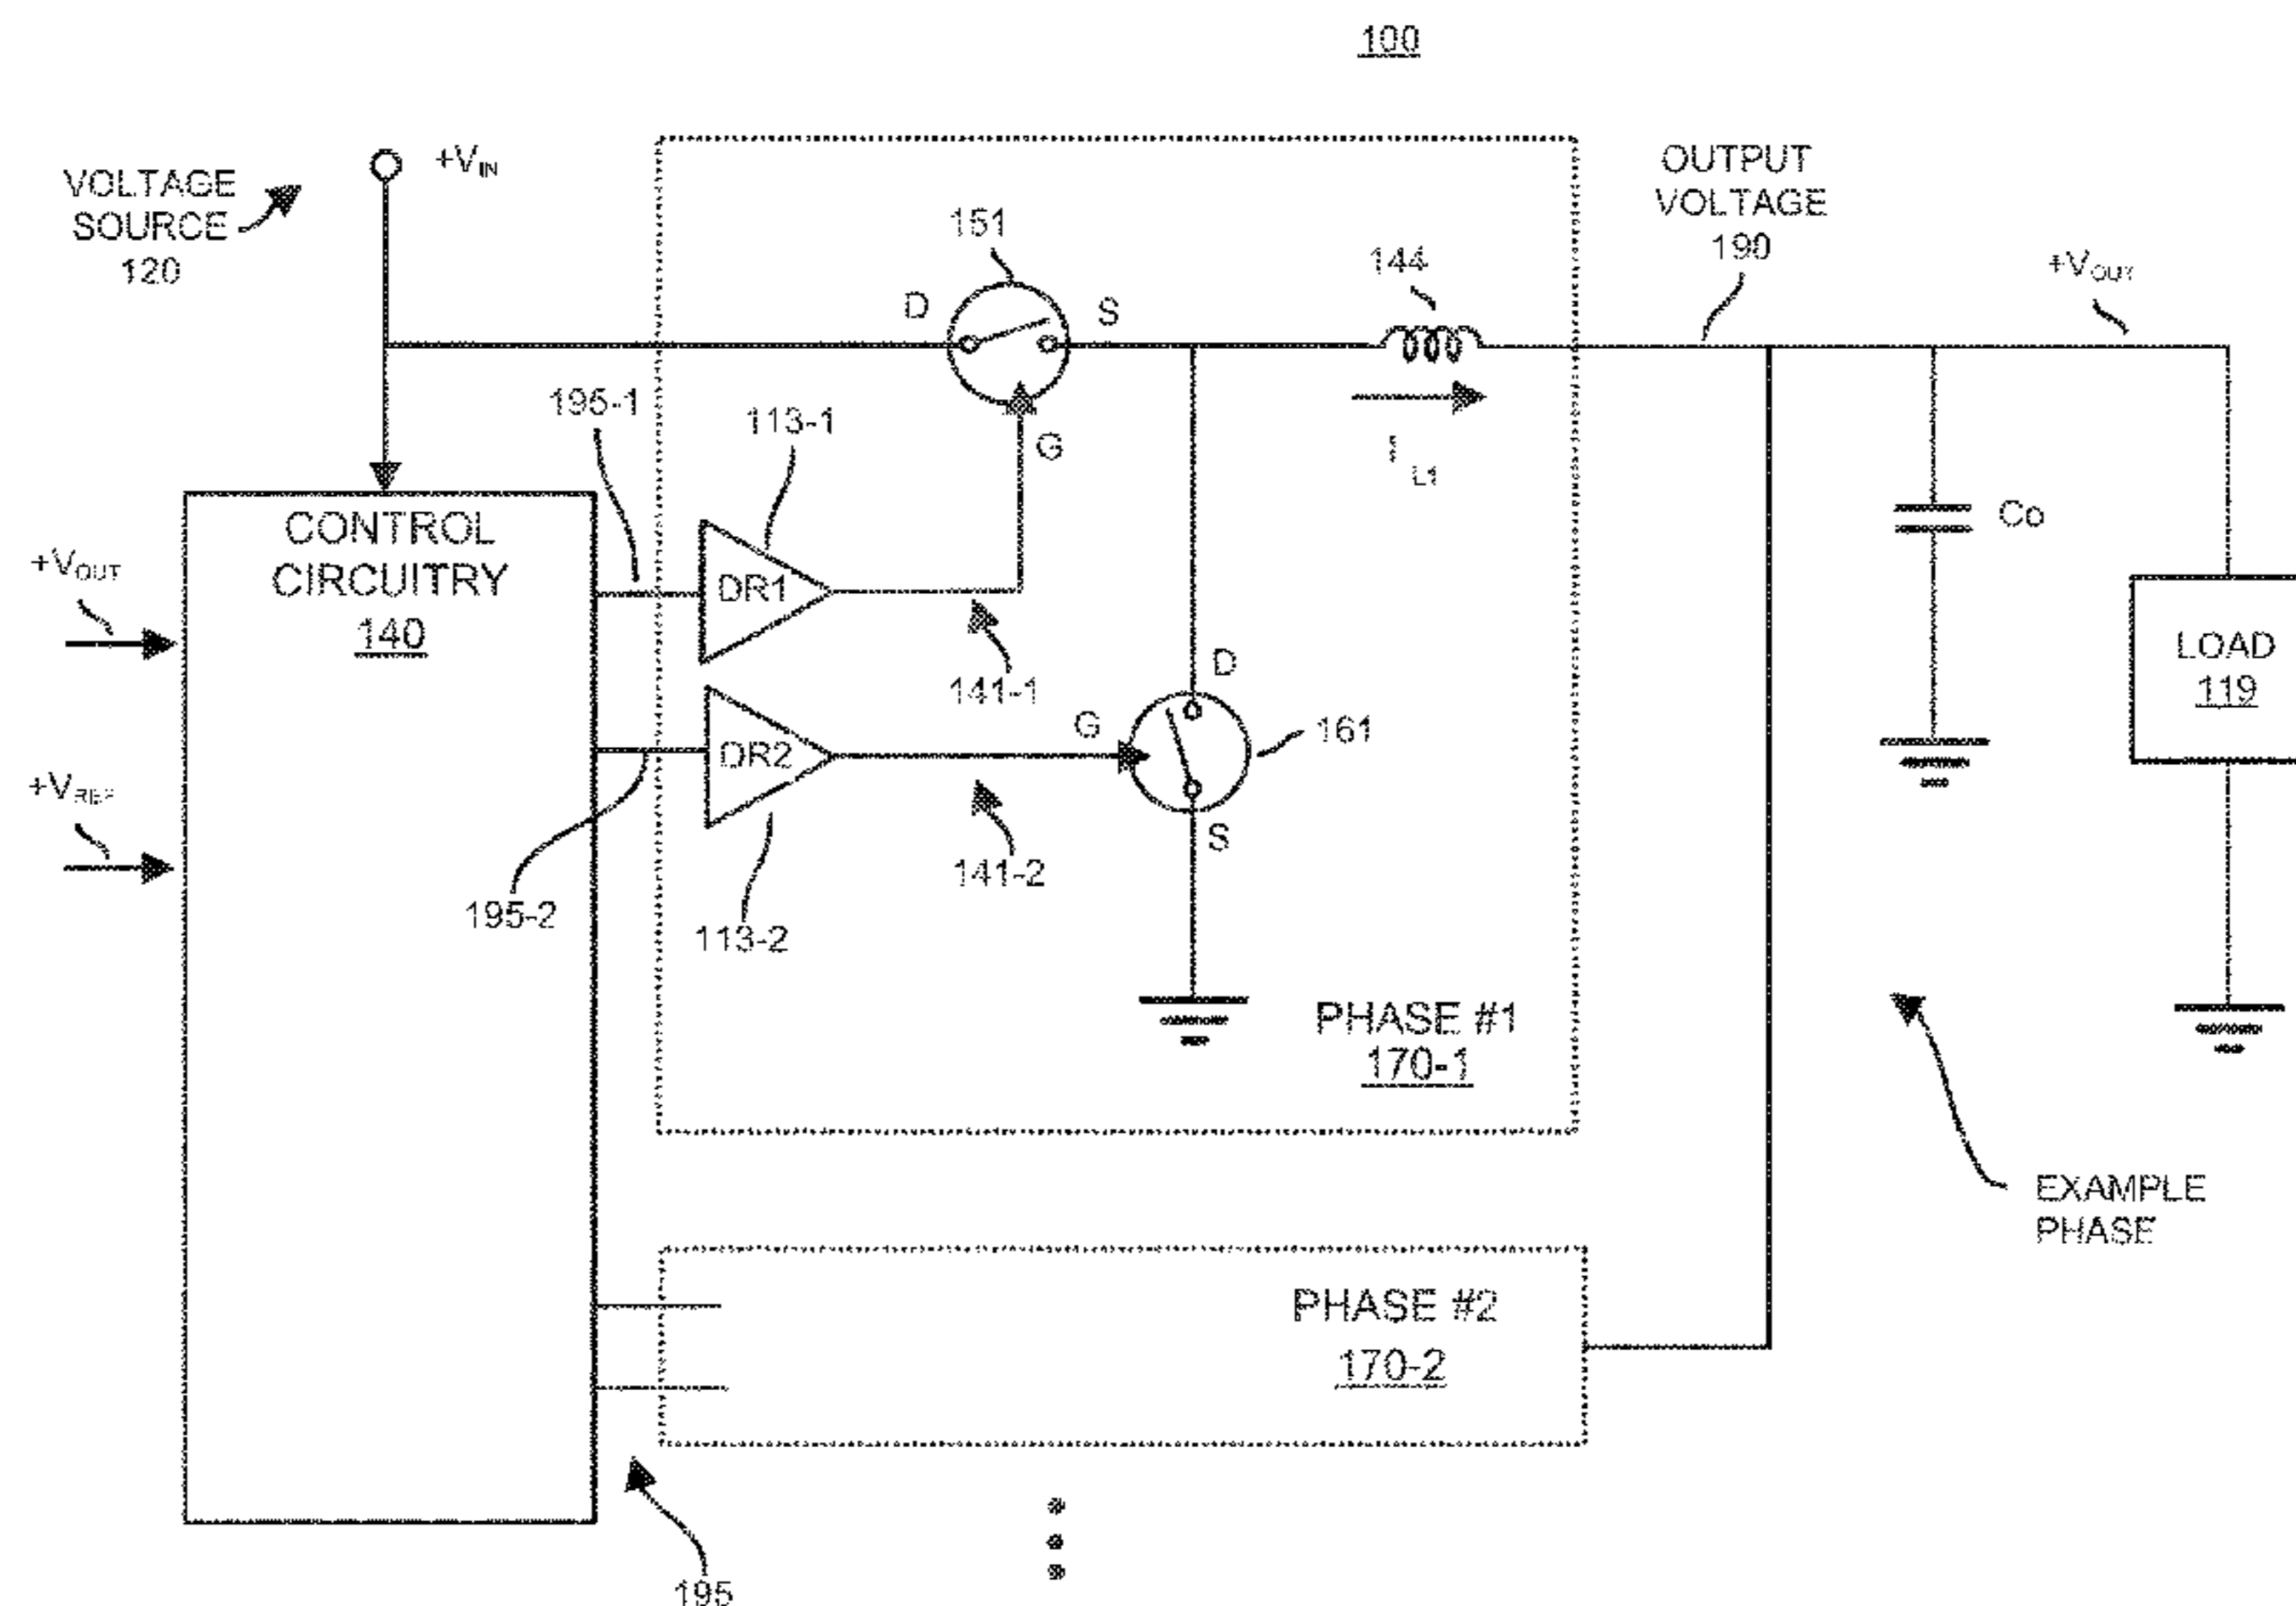 100
VOLTAGE
SOURCE
120
+VIN
151
D
S
G
144
IL1
OUTPUT
VOLTAGE
190
+VOUT
195-1
113-1
CONTROL
CIRCUITRY
140
+VOUT
+VREF
DR1
141-1
DR2
141-2
195-2
113-2
D
G
S
161
Co
LOAD
119
PHASE #1
170-1
EXAMPLE
PHASE
PHASE #2
170-2
195